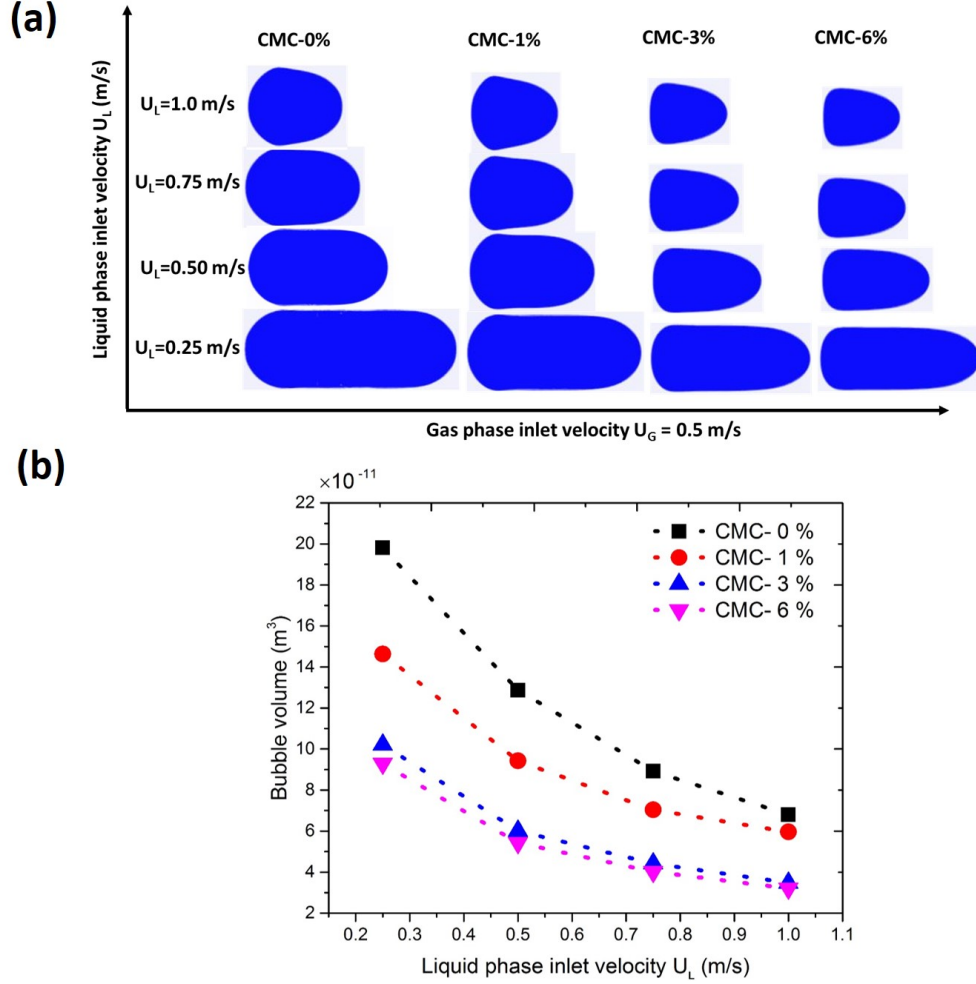 (a)
CMC-0% CMC-1% CMC-3% CMC-6%
Liquid phase inlet velocity U_L (m/s)
U_L=1.0 m/s
U_L=0.75 m/s
U_L=0.50 m/s
U_L=0.25 m/s
Gas phase inlet velocity U_G = 0.5 m/s
(b)
×10 -11
22
20
18
16
14
12
10
8
6
4
2
Bubble volume (m³)
CMC- 0 %
CMC- 1 %
CMC- 3 %
CMC- 6 %
0.2 0.3 0.4 0.5 0.6 0.7 0.8 0.9 1.0 1.1
Liquid phase inlet velocity U_L (m/s)